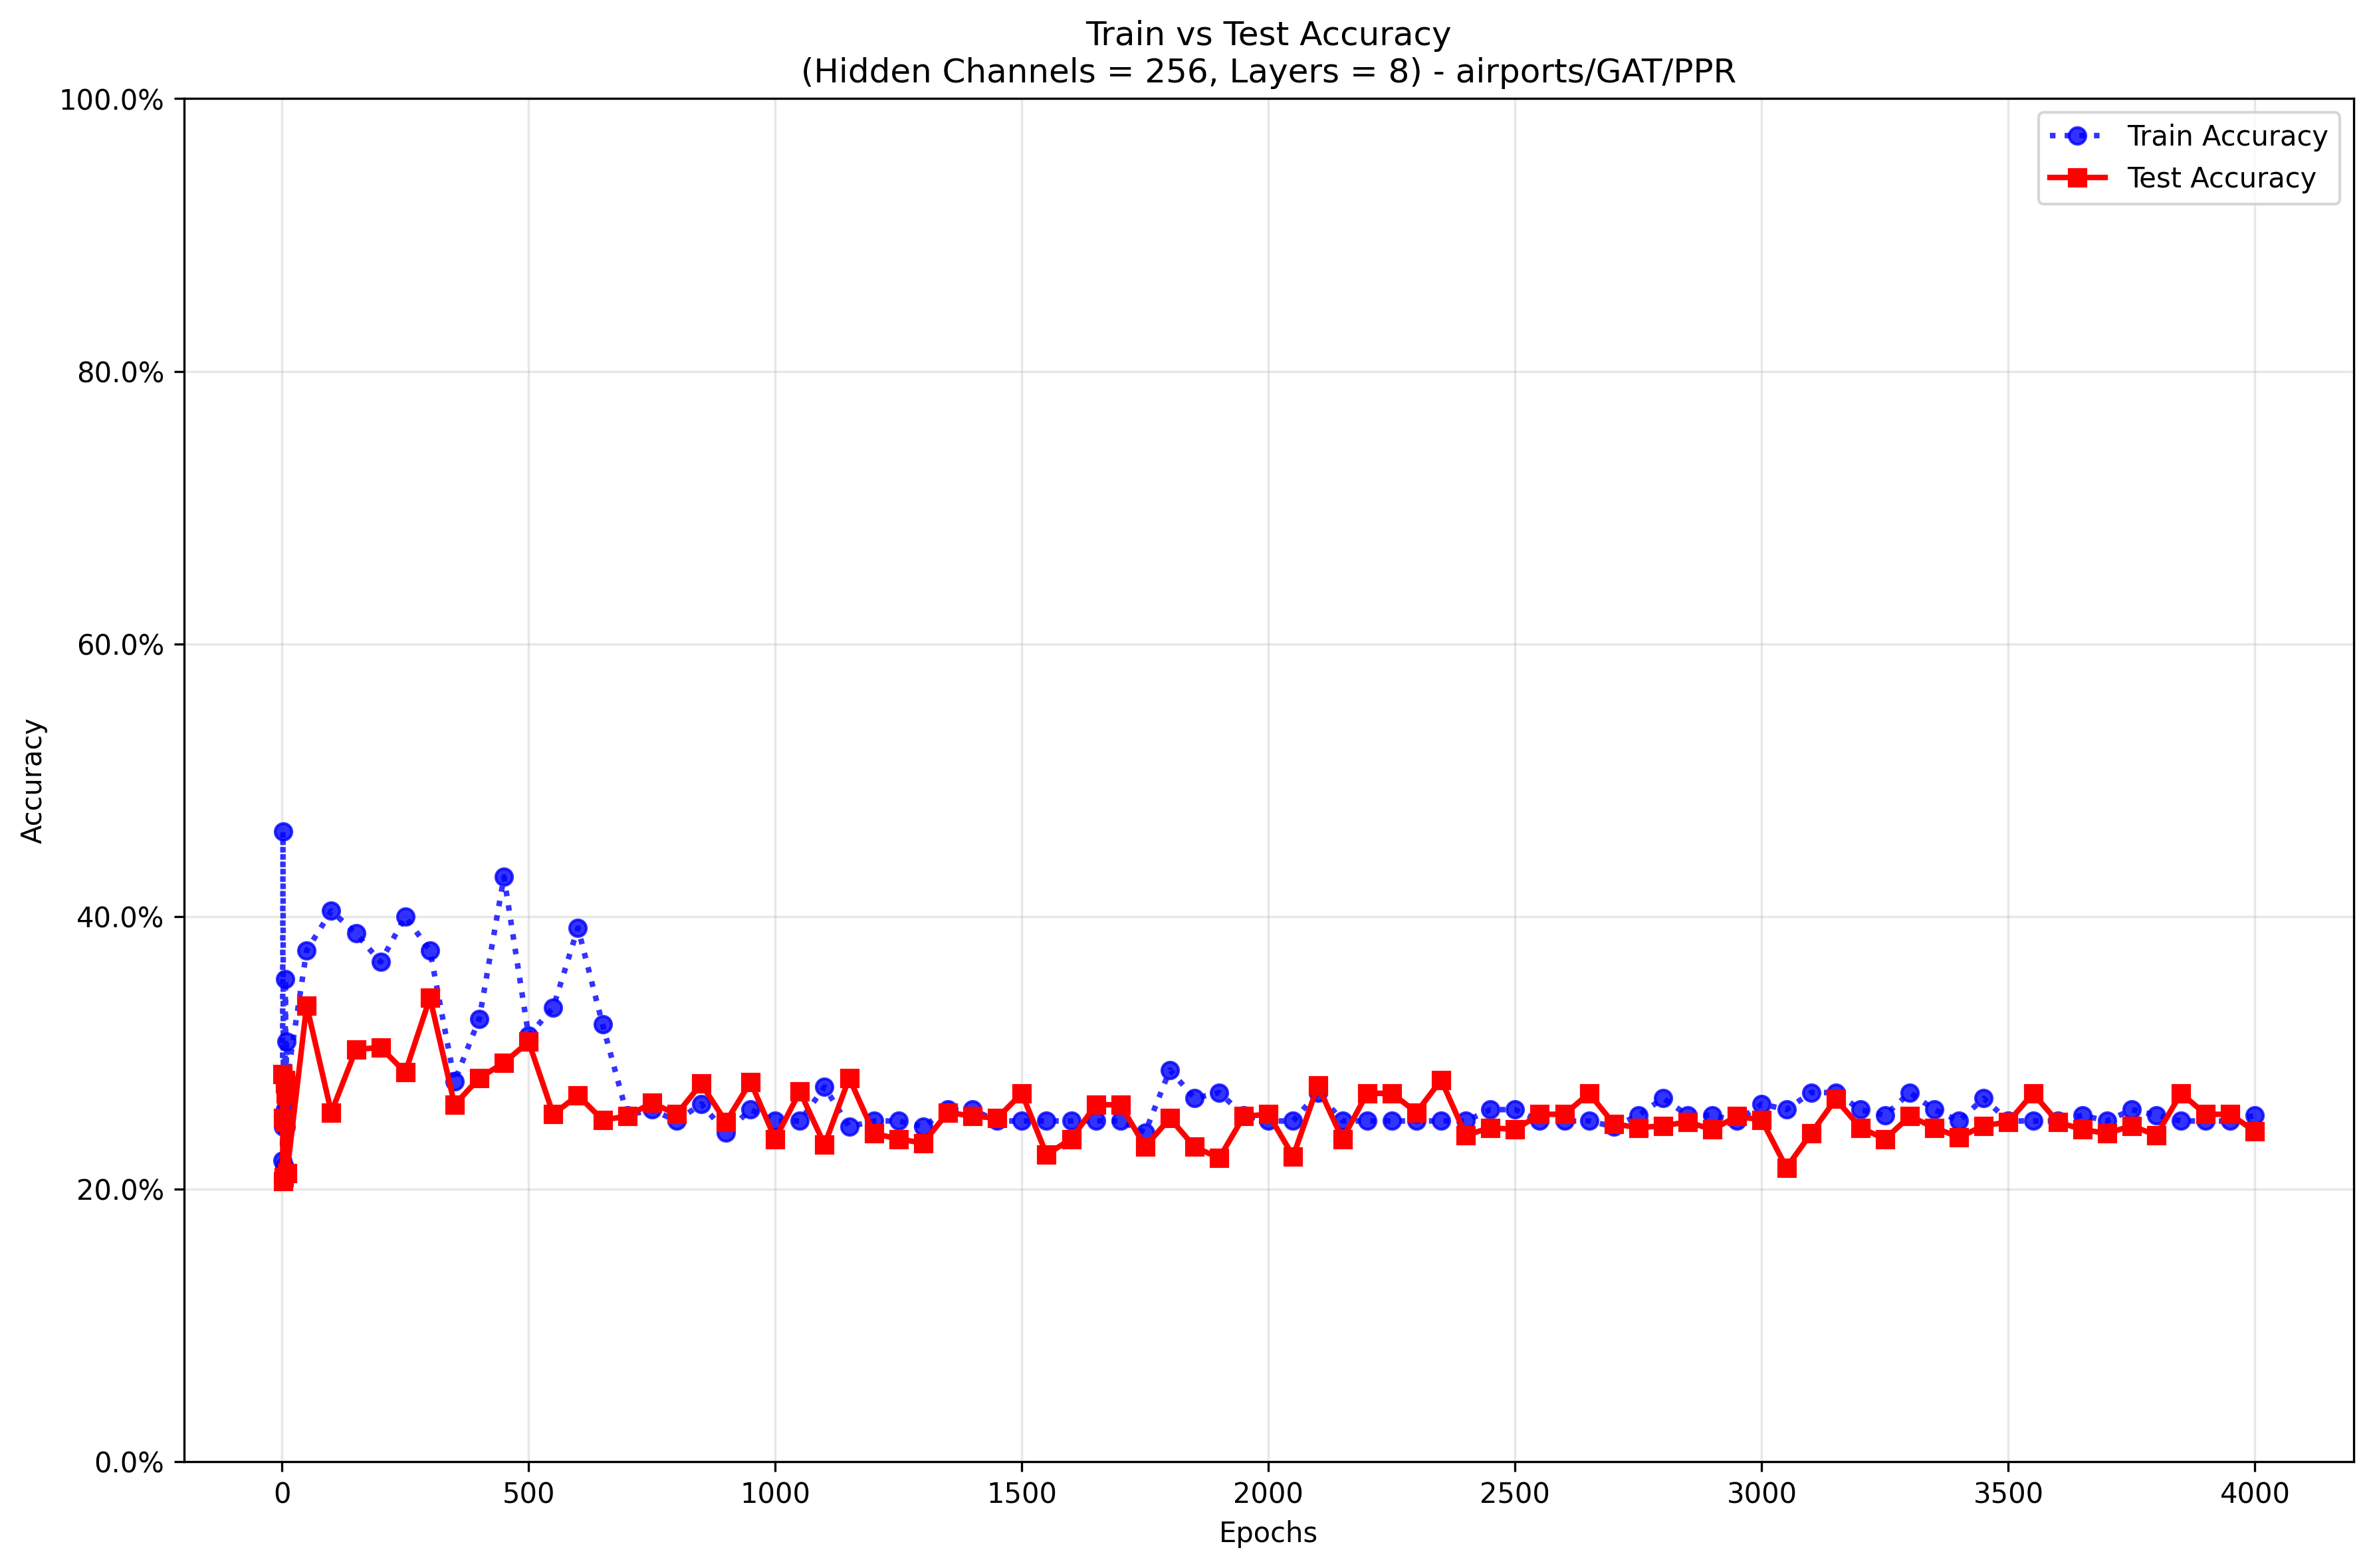 Train vs Test Accuracy
(Hidden Channels = 256, Layers = 8) - airports/GAT/PPR
100.0%
80.0%
60.0%
40.0%
20.0%
0.0%
Accuracy
Train Accuracy
Test Accuracy
0 500 1000 1500 2000 2500 3000 3500 4000
Epochs